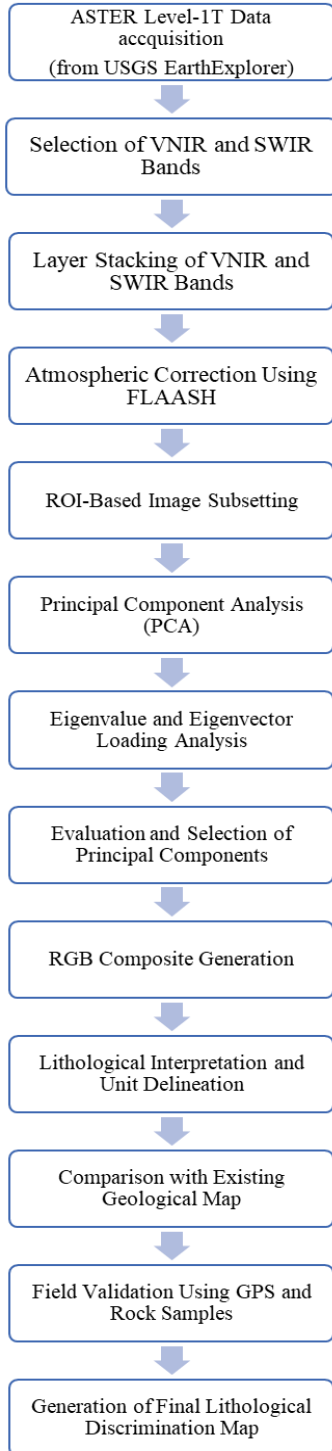 ASTER Level-1T Data
accquisition
(from USGS EarthExplorer)
Selection of VNIR and SWIR
Bands
Layer Stacking of VNIR and
SWIR Bands
Atmospheric Correction Using
FLAASH
ROI-Based Image Subsetting
Principal Component Analysis
(PCA)
Eigenvalue and Eigenvector
Loading Analysis
Evaluation and Selection of
Principal Components
RGB Composite Generation
Lithological Interpretation and
Unit Delineation
Comparison with Existing
Geological Map
Field Validation Using GPS and
Rock Samples
Generation of Final Lithological
Discrimination Map